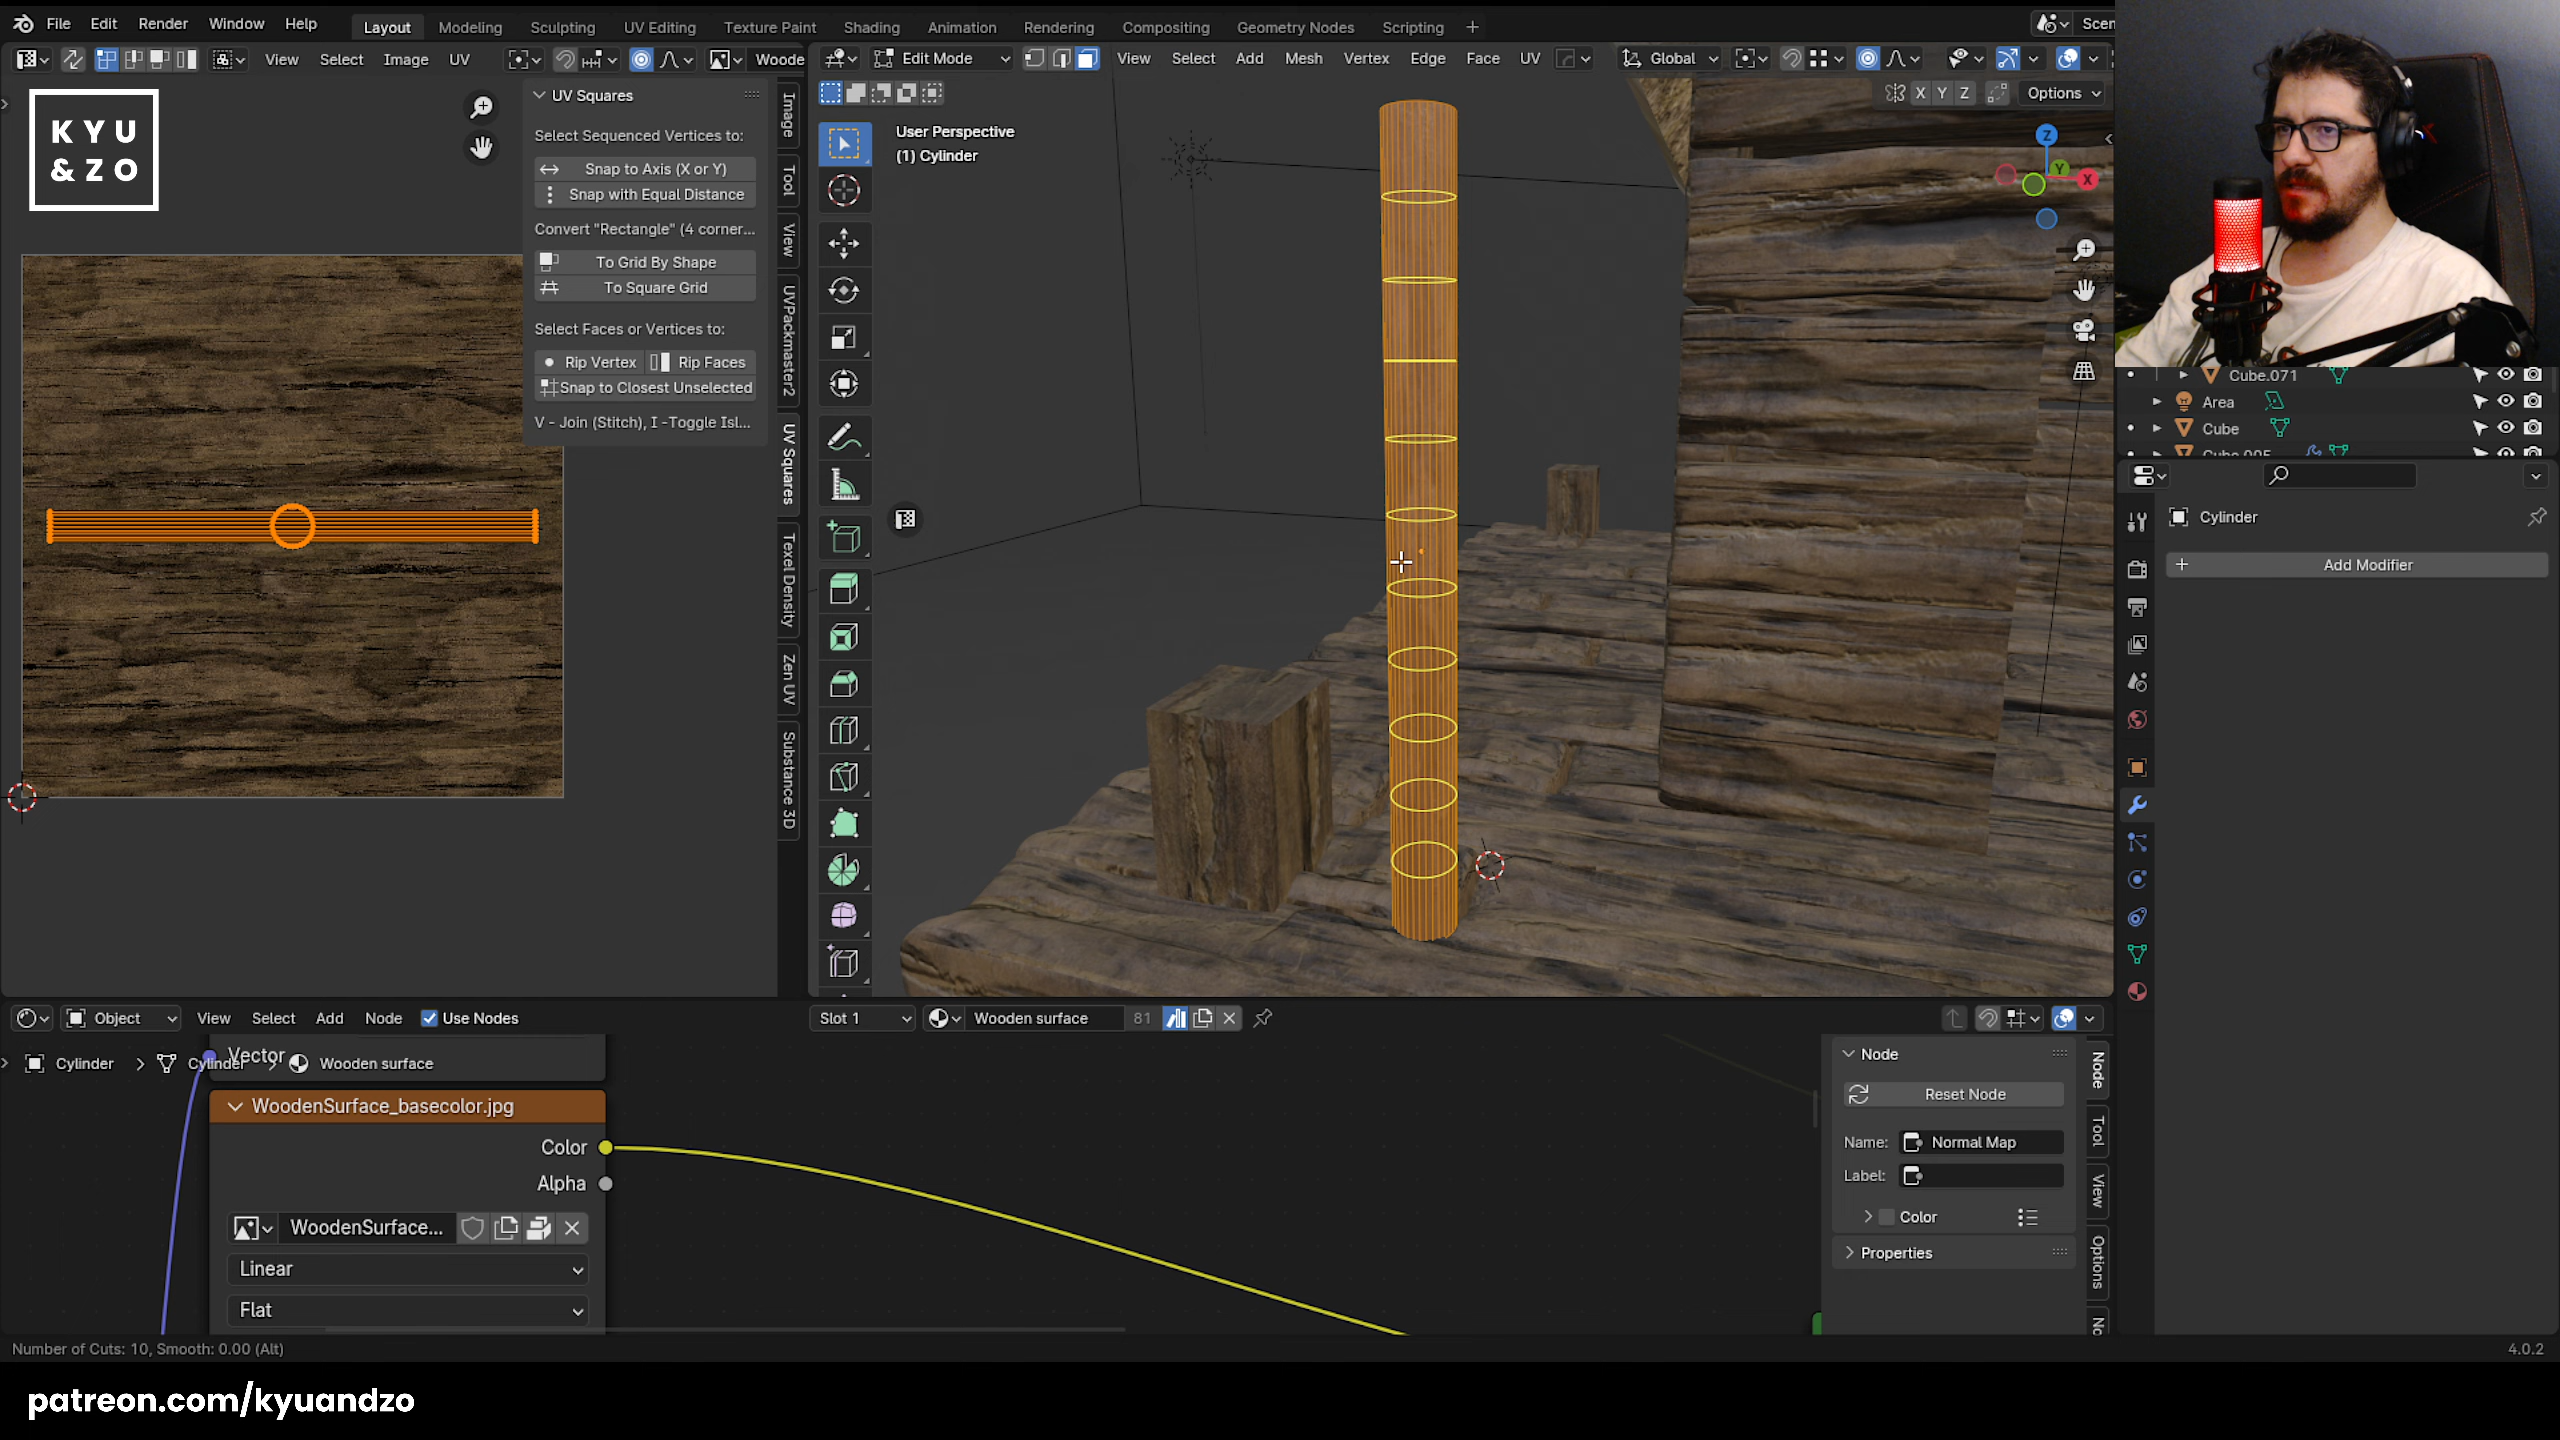 File Edit Render Window Help Layout Modeling Sculpting UV Editing Texture Paint Shading Animation Rendering Compositing Geometry Nodes Scripting + Scen
View Select Image UV Woode
Edit Mode View Select Add Mesh Vertex Edge Face UV Global
X Y Z Options
KYU
&ZO
UV Squares
Select Sequenced Vertices to:
Snap to Axis (X or Y)
Snap with Equal Distance
Convert "Rectangle" (4 corner...
To Grid By Shape
To Square Grid
Select Faces or Vertices to:
Rip Vertex Rip Faces
Snap to Closest Unselected
V - Join (Stitch), I -Toggle Isl...
Image
Tool
View
UVPackmaster2
UV Squares
Texel Density
Zen UV
Substance 3D
User Perspective
(1) Cylinder
Z
Y
X
Cube.071
Area
Cube
Cube.005
Cylinder
Add Modifier
Object View Select Add Node Use Nodes Slot 1 Wooden surface 81
Cylinder > Cylinder > Wooden surface
Vector
WoodenSurface_basecolor.jpg
Color
Alpha
WoodenSurface...
Linear
Flat
Node
Reset Node
Name: Normal Map
Label:
Color
Properties
Node
Tool
View
Options
No
Number of Cuts: 10, Smooth: 0.00 (Alt)
4.0.2
patreon.com/kyuandzo